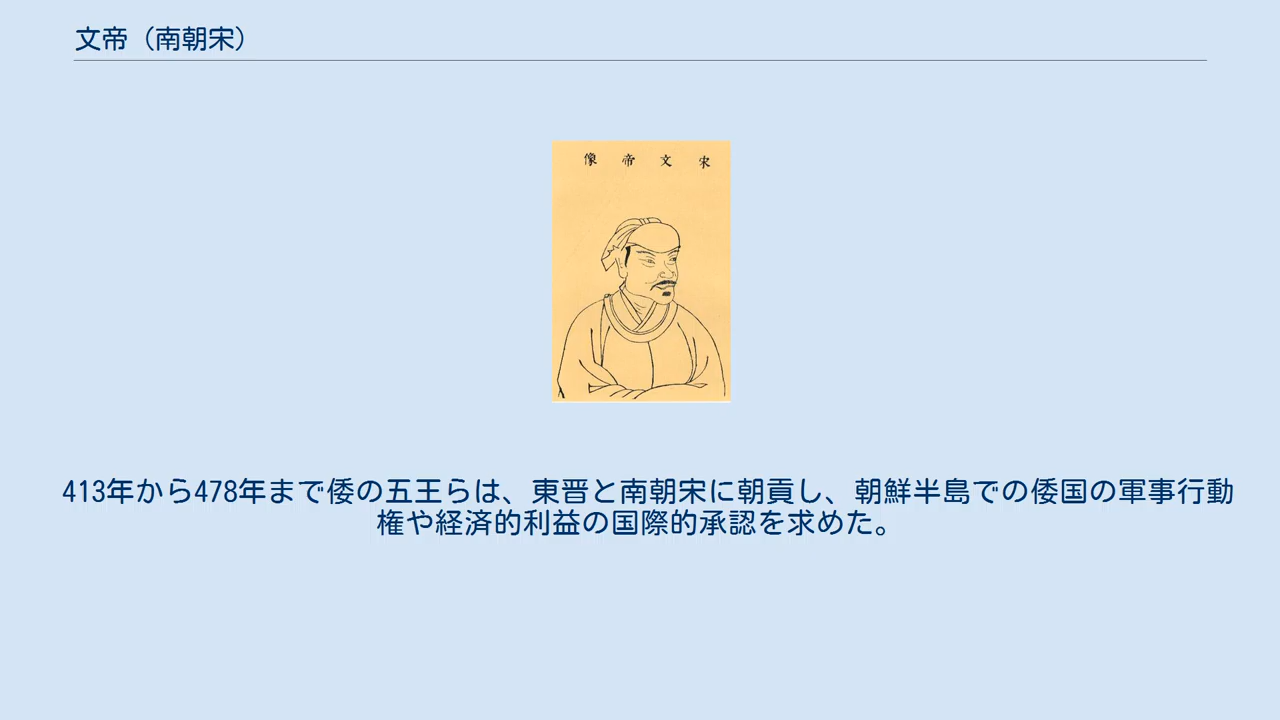 文帝（南朝宋）
宋文帝像
413年から478年まで倭の五王らは、東晋と南朝宋に朝貢し、朝鮮半島での倭国の軍事行動
権や経済的利益の国際的承認を求めた。